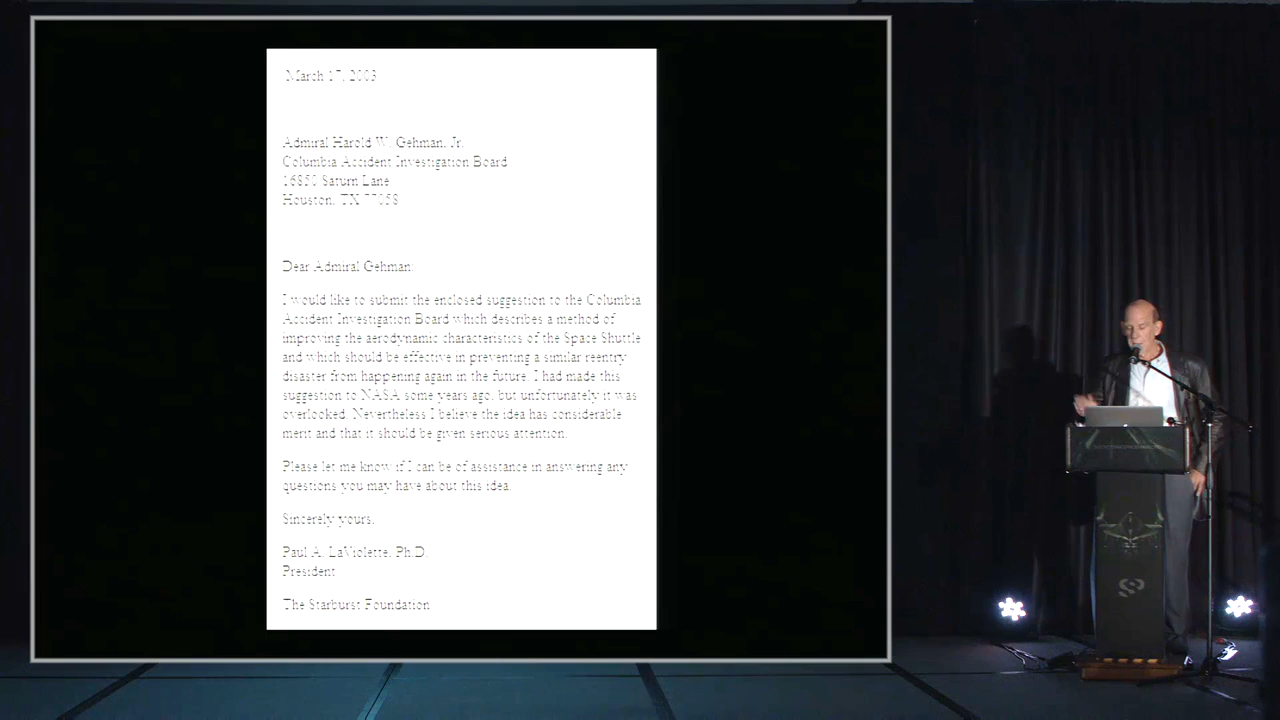 March 17, 2003
Admiral Harold W. Gehman, Jr.
Columbia Accident Investigation Board
16850 Saturn Lane
Houston, TX 77058
Dear Admiral Gehman:
I would like to submit the enclosed suggestion to the Columbia
Accident Investigation Board which describes a method of
improving the aerodynamic characteristics of the Space Shuttle
and which should be effective in preventing a similar reentry
disaster from happening again in the future. I had made this
suggestion to NASA some years ago, but unfortunately it was
overlooked. Nevertheless I believe the idea has considerable
merit and that it should be given serious attention.
Please let me know if I can be of assistance in answering any
questions you may have about this idea.
Sincerely yours,
Paul A. LaViolette, Ph.D.
President
The Starburst Foundation